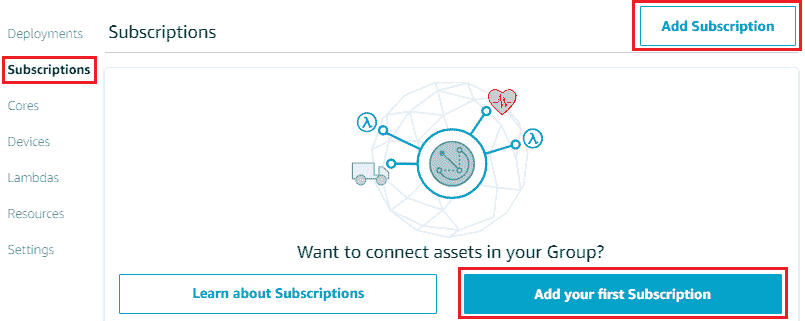 Deployments
Subscriptions
Cores
Devices
Lambdas
Resources
Settings
Subscriptions
Add Subscription
λ
λ
Want to connect assets in your Group?
Learn about Subscriptions
Add your first Subscription